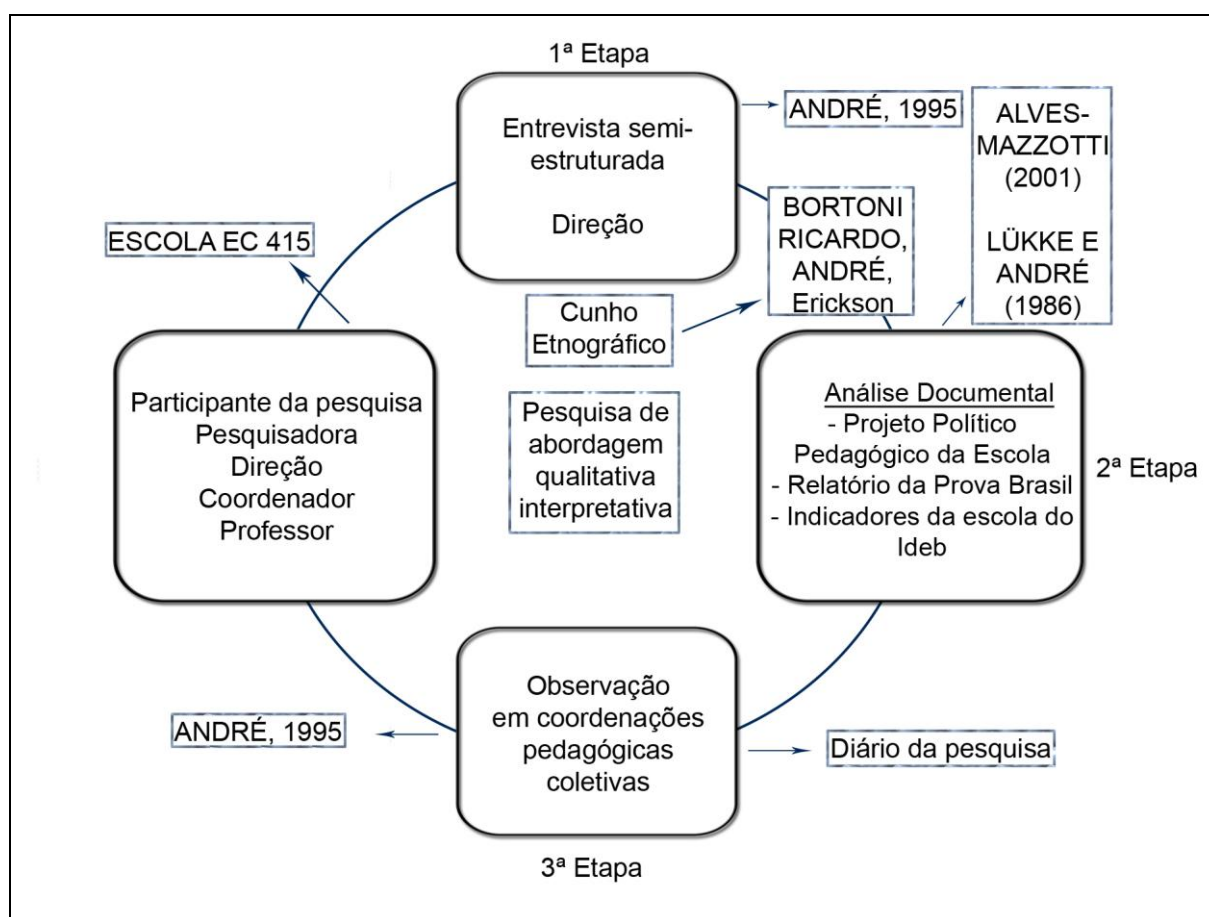 1ª Etapa
Entrevista semi-
estruturada
Direção
ANDRÉ, 1995
ALVES-
MAZZOTTI
(2001)
LÜKKE E
ANDRÉ
(1986)
BORTONI
RICARDO,
ANDRÉ,
Erickson
ESCOLA EC 415
Cunho
Etnográfico
Pesquisa de
abordagem
qualitativa
interpretativa
Participante da pesquisa
Pesquisadora
Direção
Coordenador
Professor
Análise Documental
- Projeto Político
Pedagógico da Escola
- Relatório da Prova Brasil
- Indicadores da escola do
Ideb
2ª Etapa
Observação
em coordenações
pedagógicas
coletivas
ANDRÉ, 1995
Diário da pesquisa
3ª Etapa